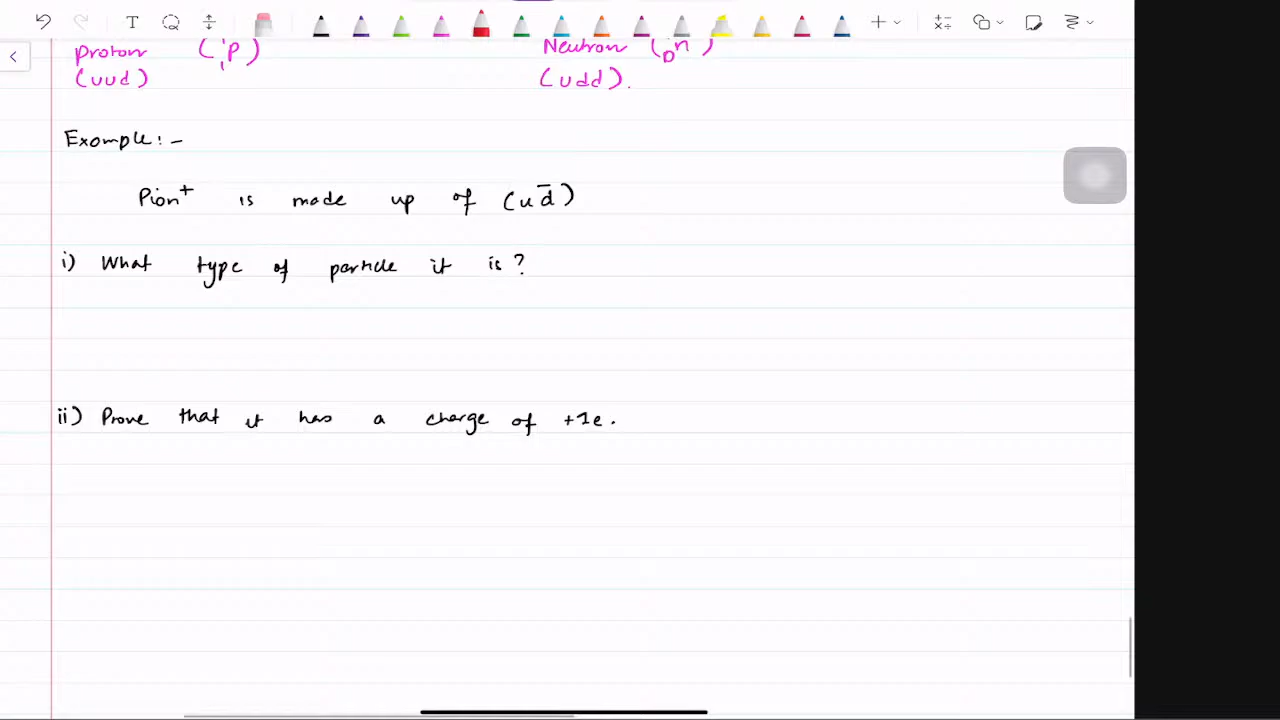 Proton (¹₁p) Neutron (₀n)
(uud) (udd).
Example:-
Pion⁺ is made up of (ud̅)
i) What type of particle it is?
ii) Prove that it has a charge of +1e.